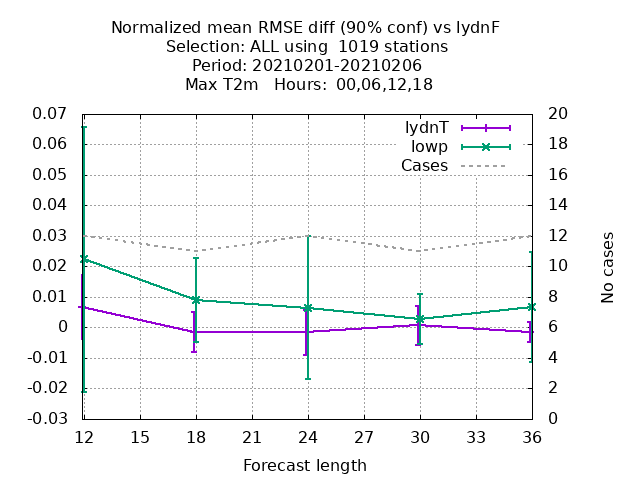 Normalized mean RMSE diff (90% conf) vs lydnF
Selection: ALL using  1019 stations
Period: 20210201-20210206
Max T2m   Hours:  00,06,12,18
0.07
0.06
0.05
0.04
0.03
0.02
0.01
0
-0.01
-0.02
-0.03
lydnT
lowp
Cases
20
18
16
14
12
10
8
6
4
2
0
No cases
12 15 18 21 24 27 30 33 36
Forecast length